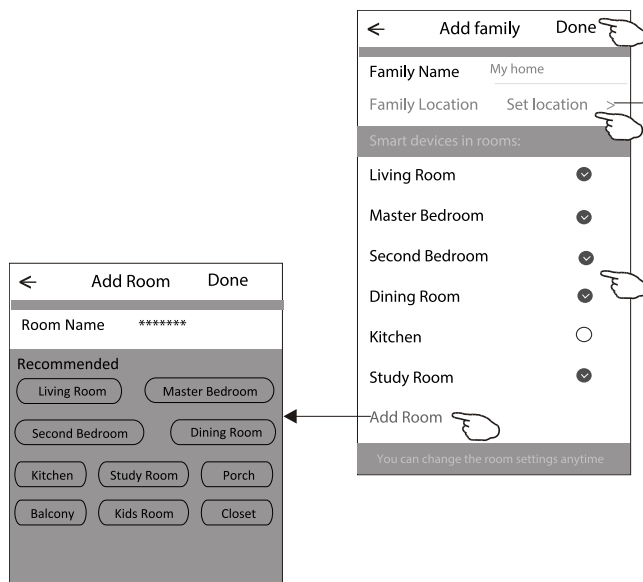 Add family Done
Family Name My home
Family Location Set location >
Smart devices in rooms:
Living Room
Master Bedroom
Second Bedroom
Dining Room
Kitchen
Study Room
Add Room
You can change the room settings anytime
Add Room Done
Room Name *******
Recommended
Living Room Master Bedroom
Second Bedroom Dining Room
Kitchen Study Room Porch
Balcony Kids Room Closet